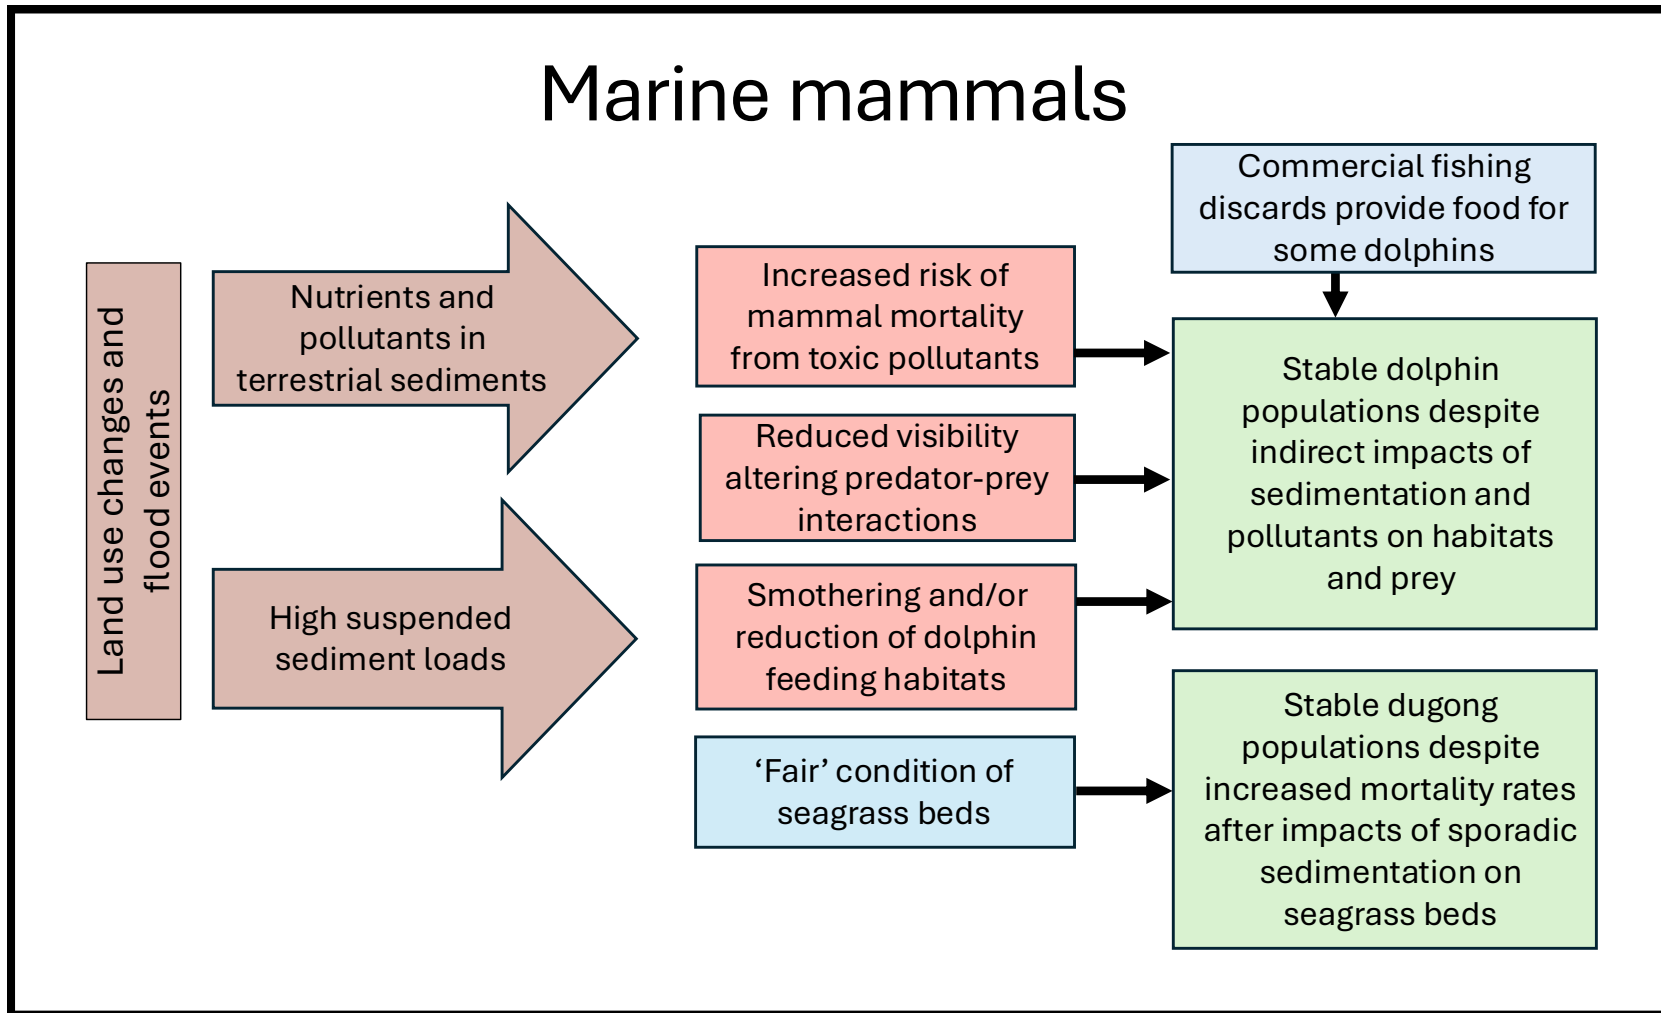 Marine mammals
Land use changes and
flood events
Nutrients and
pollutants in
terrestrial sediments
High suspended
sediment loads
Increased risk of
mammal mortality
from toxic pollutants
Reduced visibility
altering predator-prey
interactions
Smothering and/or
reduction of dolphin
feeding habitats
‘Fair’ condition of
seagrass beds
Commercial fishing
discards provide food for
some dolphins
Stable dolphin
populations despite
indirect impacts of
sedimentation and
pollutants on habitats
and prey
Stable dugong
populations despite
increased mortality rates
after impacts of sporadic
sedimentation on
seagrass beds